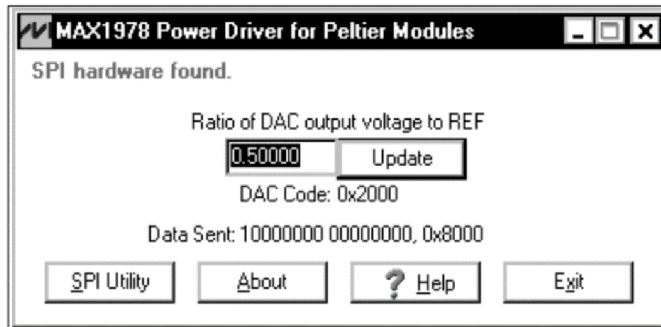 MAX1978 Power Driver for Peltier Modules
SPI hardware found.
Ratio of DAC output voltage to REF
0.50000 Update
DAC Code: 0x2000
Data Sent: 10000000 00000000, 0x8000
SPI Utility About ? Help Exit